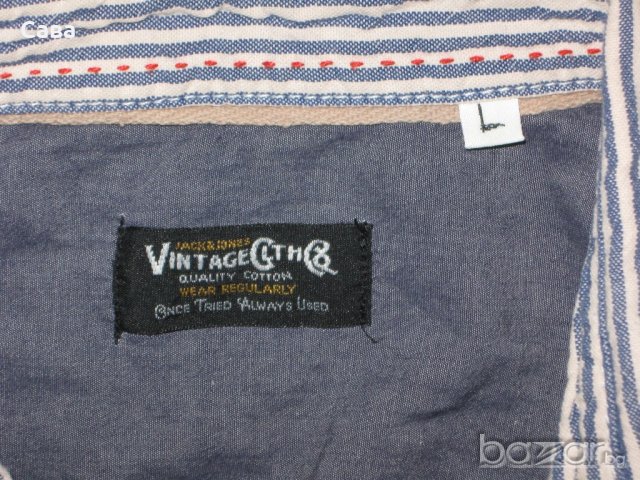 Сава
L
JACK & JONES
VINTAGE CLTH CO
QUALITY COTTON
WEAR REGULARLY
ONCE TRIED ALWAYS USED
bazar.bg